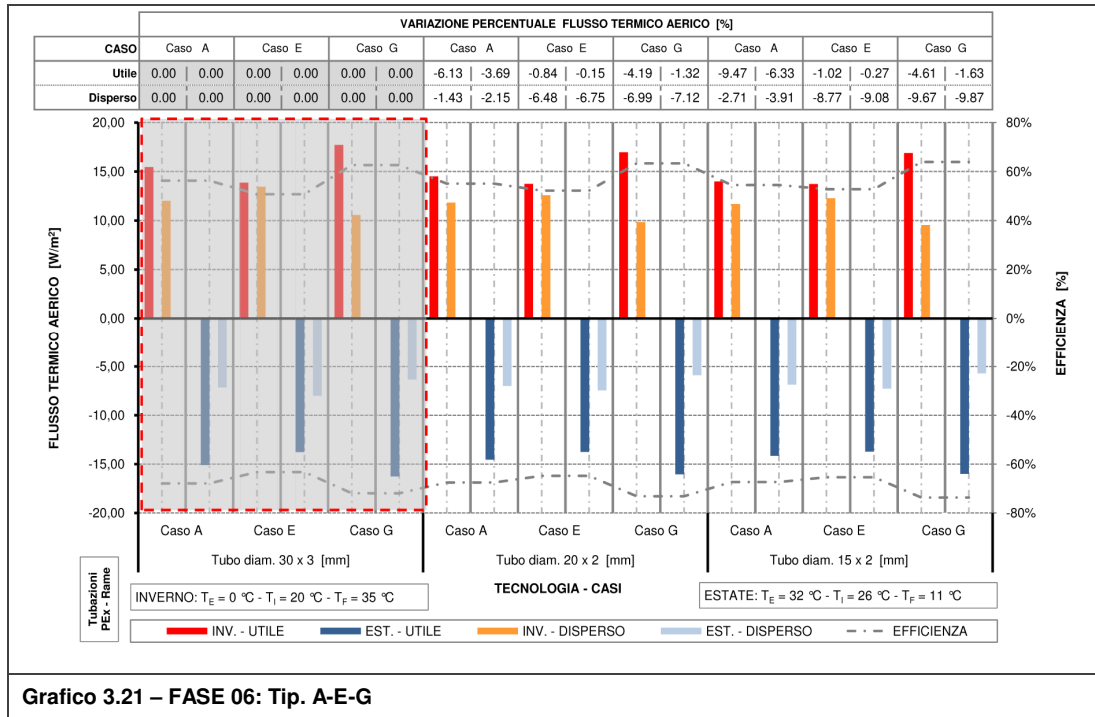 VARIAZIONE PERCENTUALE FLUSSO TERMICO AERICO [%]
CASO Caso A Caso E Caso G Caso A Caso E Caso G Caso A Caso E Caso G
Utile 0.00 0.00 0.00 0.00 0.00 0.00 -6.13 -3.69 -0.84 -0.15 -4.19 -1.32 -9.47 -6.33 -1.02 -0.27 -4.61 -1.63
Disperso 0.00 0.00 0.00 0.00 0.00 0.00 -1.43 -2.15 -6.48 -6.75 -6.99 -7.12 -2.71 -3.91 -8.77 -9.08 -9.67 -9.87
20,00 80%
15,00 60%
10,00 40%
5,00 20%
0,00 0%
-5,00 -20%
-10,00 -40%
-15,00 -60%
-20,00 -80%
FLUSSO TERMICO AERICO [W/m²]
EFFICIENZA [%]
Caso A Caso E Caso G Caso A Caso E Caso G Caso A Caso E Caso G
Tubo diam. 30 x 3 [mm] Tubo diam. 20 x 2 [mm] Tubo diam. 15 x 2 [mm]
Tubazioni
PEx - Rame
TECNOLOGIA - CASI
INVERNO: TE = 0 °C - TI = 20 °C - TF = 35 °C
ESTATE: TE = 32 °C - TI = 26 °C - TF = 11 °C
INV. - UTILE EST. - UTILE INV. - DISPERSO EST. - DISPERSO EFFICIENZA
Grafico 3.21 – FASE 06: Tip. A-E-G